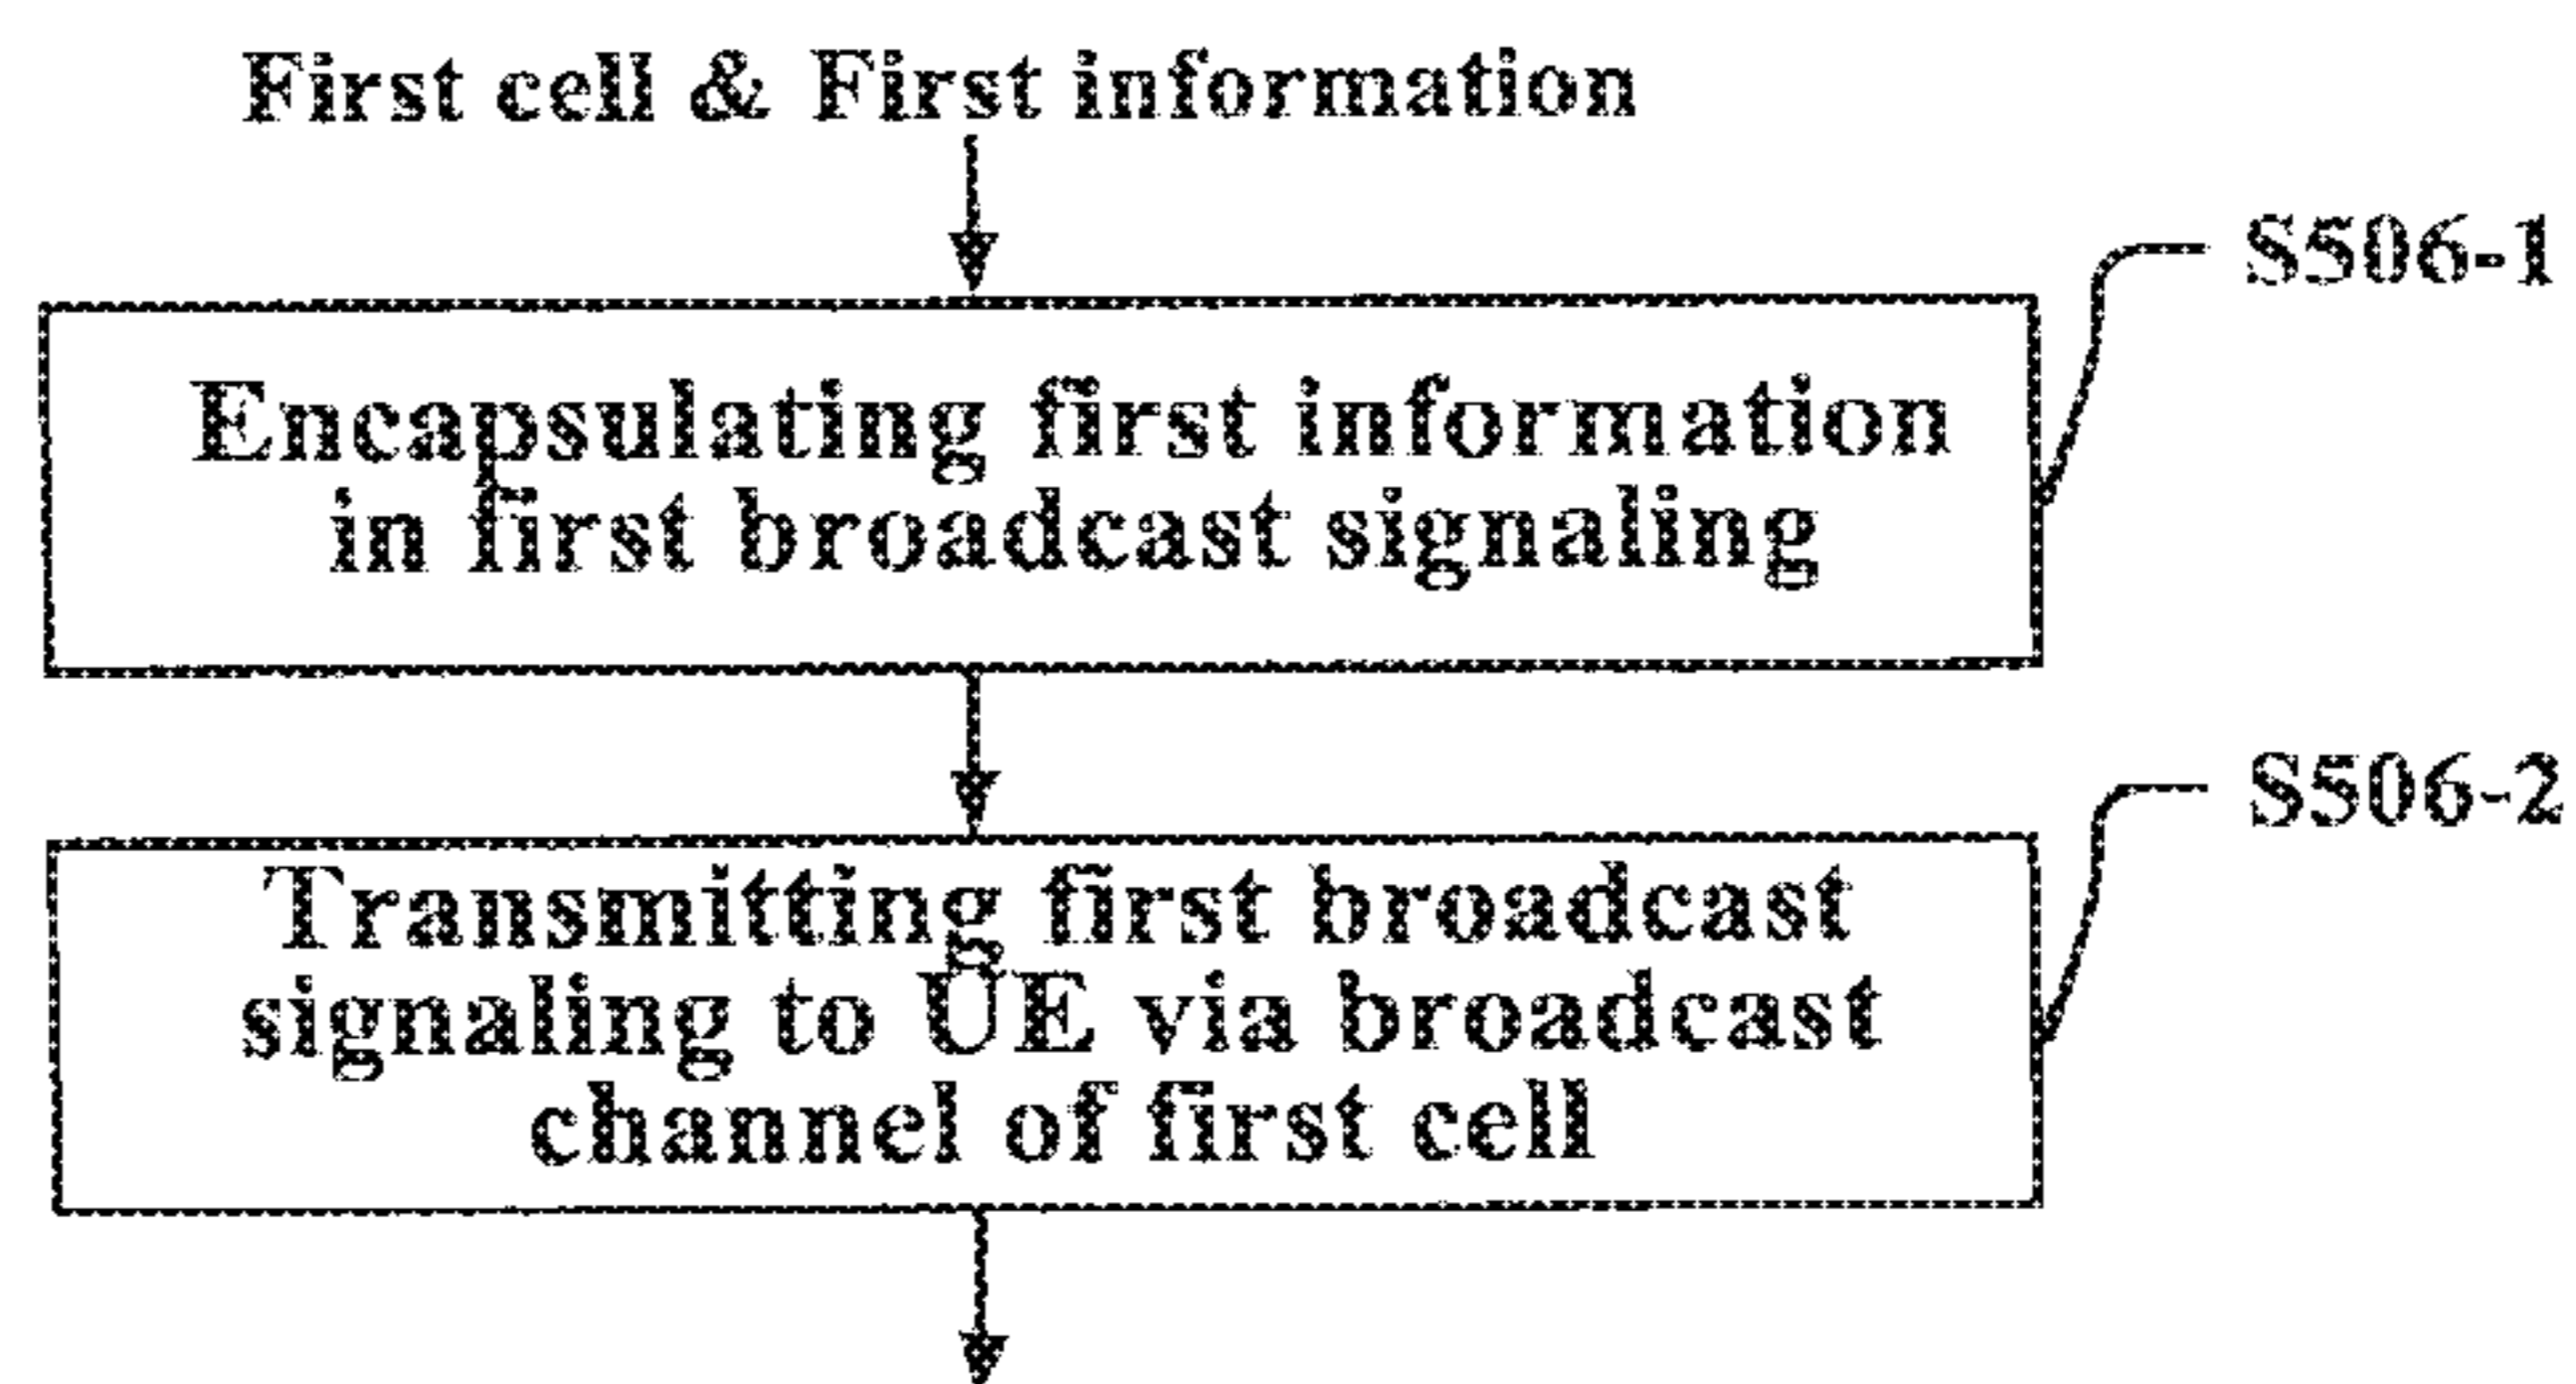 First cell & First information
S506-1
Encapsulating first information
in first broadcast signaling
S506-2
Transmitting first broadcast
signaling to UE via broadcast
channel of first cell